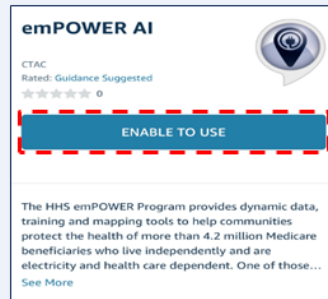 emPOWER AI
CTAC
Rated: Guidance Suggested
0
ENABLE TO USE
The HHS emPOWER Program provides dynamic data,
training and mapping tools to help communities
protect the health of more than 4.2 million Medicare
beneficiaries who live independently and are
electricity and health care dependent. One of those...
See More